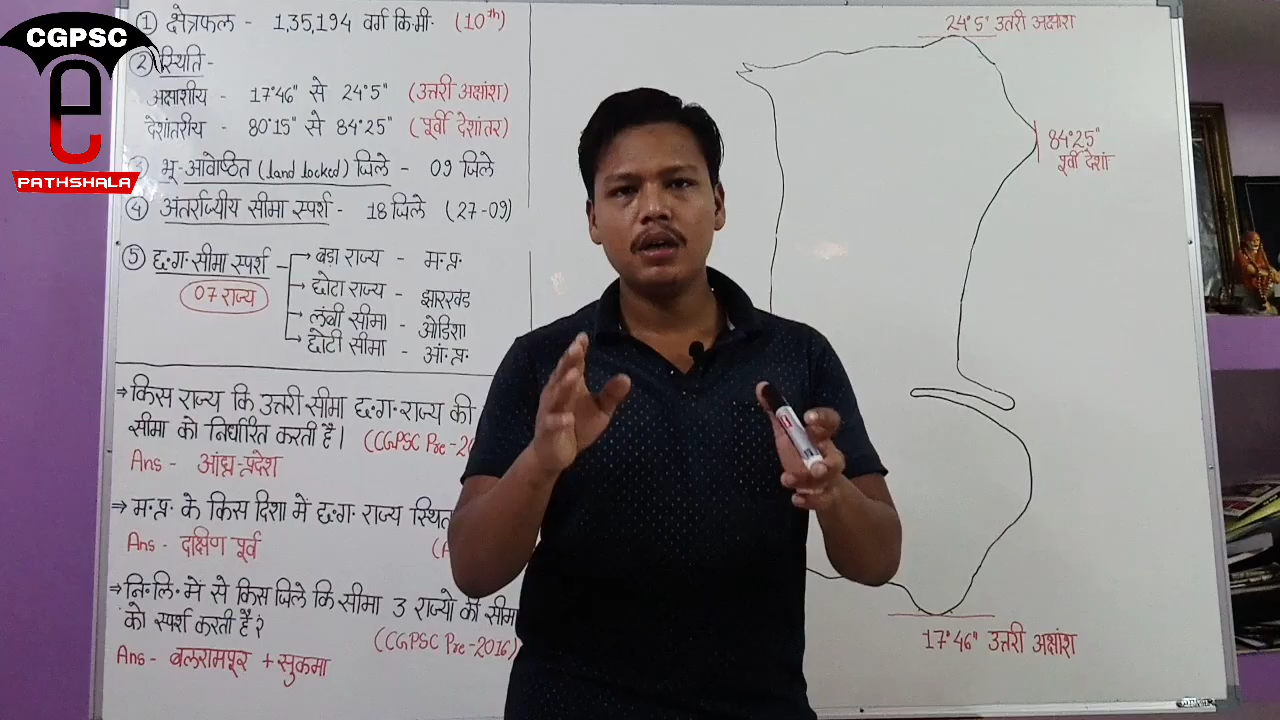 CGPSC
e
PATHSHALA
① क्षेत्रफल - 1,35,194 वर्ग कि.मी. (10th)
② स्थिति -
अक्षांशीय - 17°46" से 24°5" (उत्तरी अक्षांश)
देशांतरीय - 80°15" से 84°25" (पूर्वी देशांतर)
③ भू-आवेष्ठित (land locked) जिले - 09 जिले
④ अंतर्राज्यीय सीमा स्पर्श - 18 जिले (27-09)
⑤ छ.ग. सीमा स्पर्श
07 राज्य
बड़ा राज्य - म.प्र.
छोटा राज्य - झारखंड
लंबी सीमा - ओडिशा
छोटी सीमा - आं.प्र.
→ किस राज्य कि उत्तरी सीमा छ.ग. राज्य की
सीमा को निर्धारित करती है। (CGPSC Pre-20
Ans - आंध्र-प्रदेश
→ म.प्र. के किस दिशा में छ.ग. राज्य स्थित
Ans - दक्षिण पूर्व
→ नि.लि. में से किस जिले कि सीमा 3 राज्यो की सीमा
को स्पर्श करती है?
(CGPSC Pre-2016)
Ans - बलरामपूर + सुकमा
24°5" उतरी अक्षांश
84°25"
पूर्वी देशां
17°46" उत्तरी अक्षांश